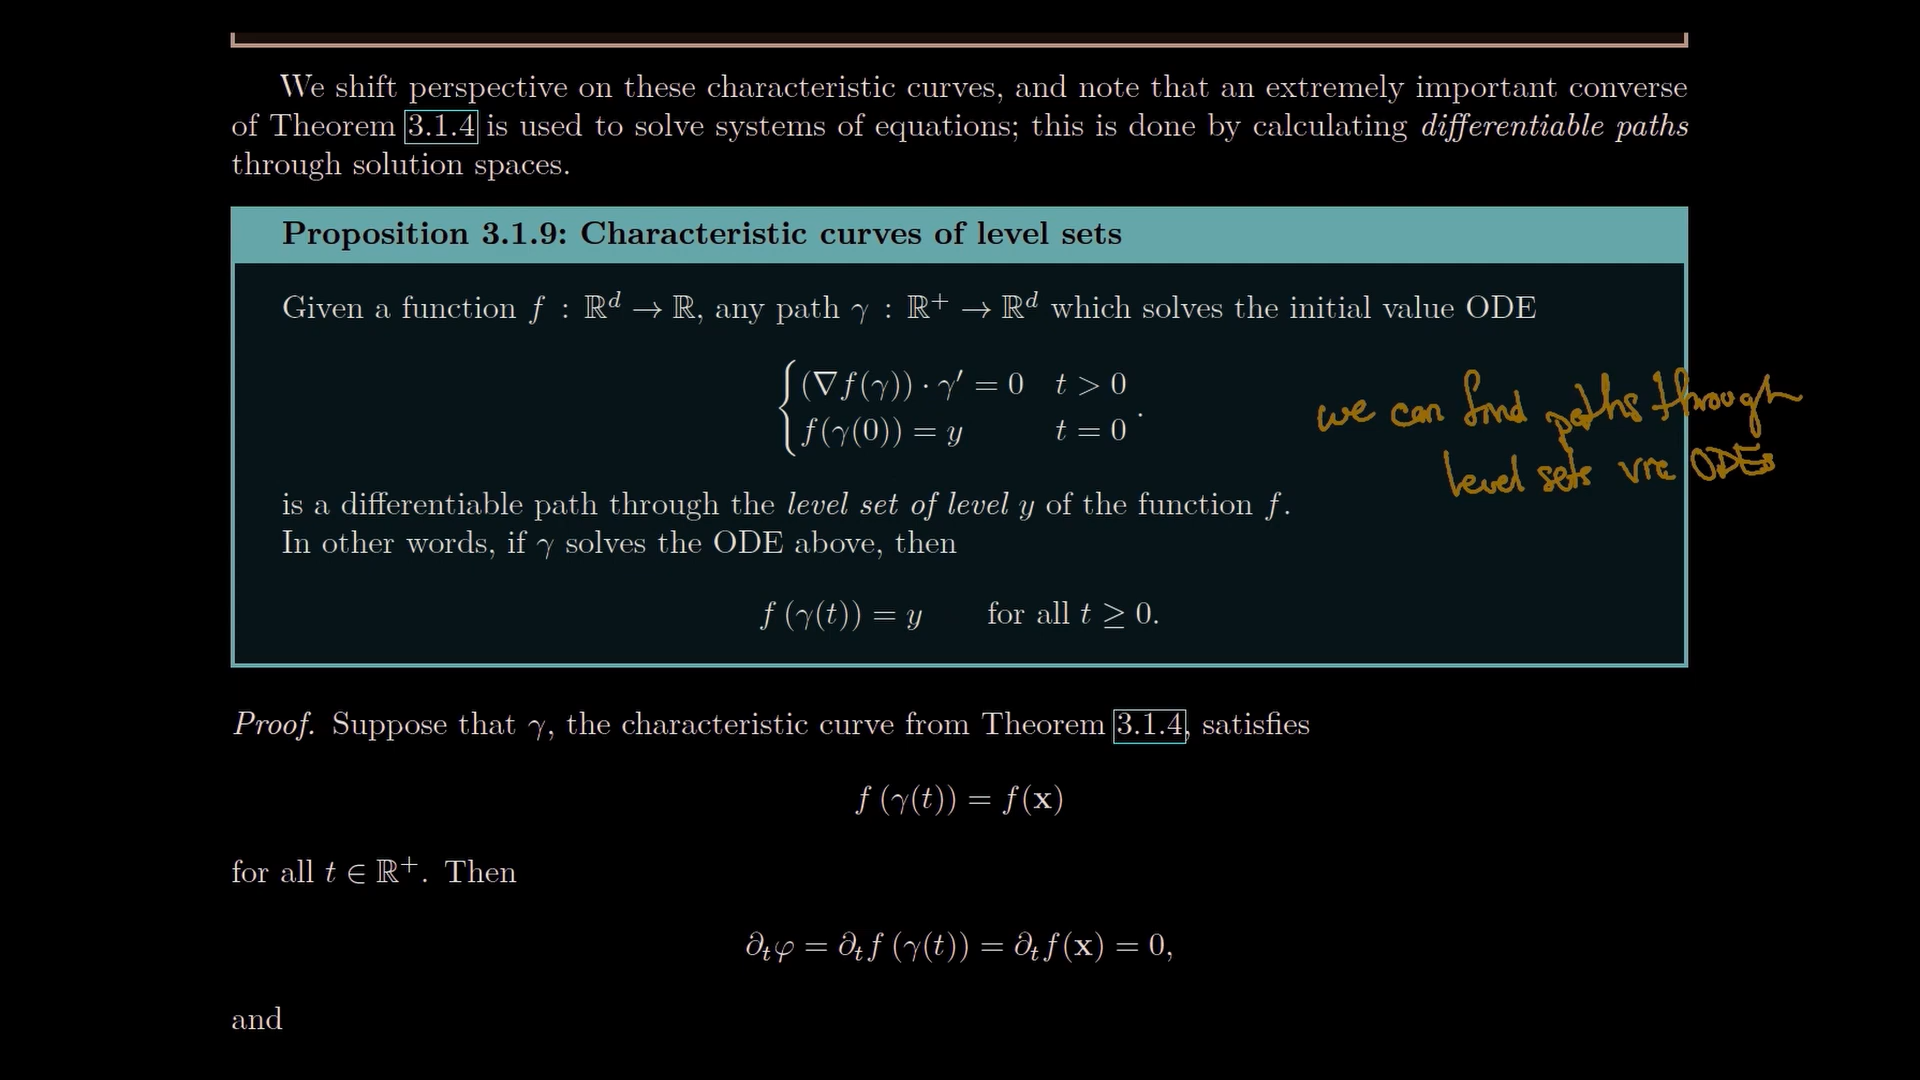 We shift perspective on these characteristic curves, and note that an extremely important converse
of Theorem 3.1.4 is used to solve systems of equations; this is done by calculating differentiable paths
through solution spaces.
Proposition 3.1.9: Characteristic curves of level sets
Given a function f : ℝᵈ → ℝ, any path γ : ℝ⁺ → ℝᵈ which solves the initial value ODE
{(∇f(γ)) · γ′ = 0 t > 0
f(γ(0)) = y t = 0 .
we can find paths through
level sets via ODEs
is a differentiable path through the level set of level y of the function f.
In other words, if γ solves the ODE above, then
f (γ(t)) = y for all t ≥ 0.
Proof. Suppose that γ, the characteristic curve from Theorem 3.1.4, satisfies
f (γ(t)) = f(x)
for all t ∈ ℝ⁺. Then
∂ₜφ = ∂ₜf (γ(t)) = ∂ₜf(x) = 0,
and